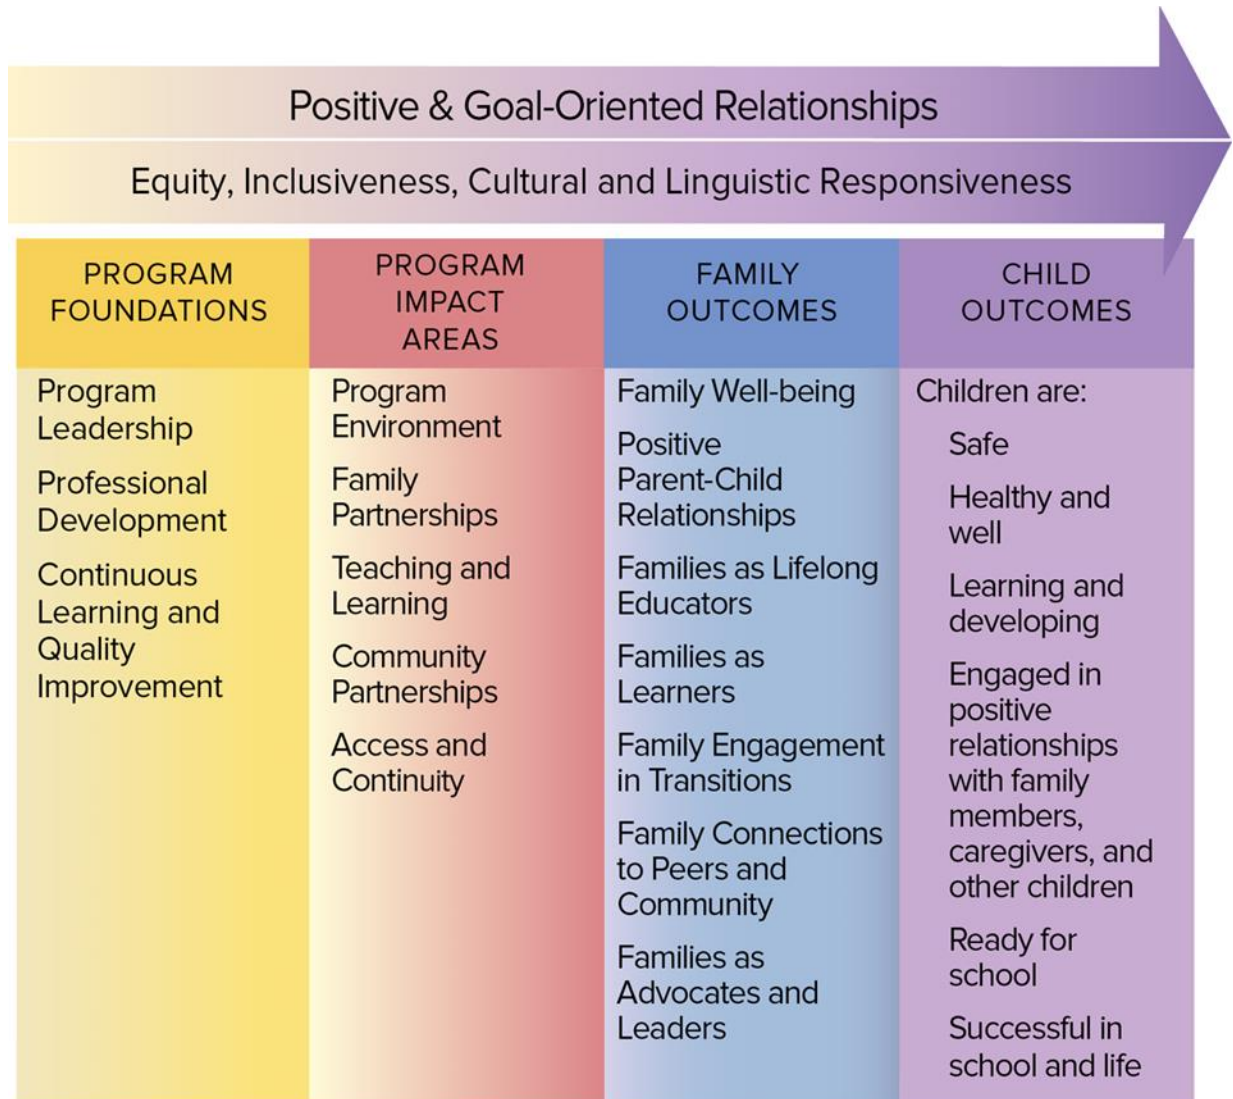 Positive & Goal-Oriented Relationships
Equity, Inclusiveness, Cultural and Linguistic Responsiveness
PROGRAM
FOUNDATIONS
Program
Leadership
Professional
Development
Continuous
Learning and
Quality
Improvement
PROGRAM
IMPACT
AREAS
Program
Environment
Family
Partnerships
Teaching and
Learning
Community
Partnerships
Access and
Continuity
FAMILY
OUTCOMES
Family Well-being
Positive
Parent-Child
Relationships
Families as Lifelong
Educators
Families as
Learners
Family Engagement
in Transitions
Family Connections
to Peers and
Community
Families as
Advocates and
Leaders
CHILD
OUTCOMES
Children are:
Safe
Healthy and
well
Learning and
developing
Engaged in
positive
relationships
with family
members,
caregivers, and
other children
Ready for
school
Successful in
school and life